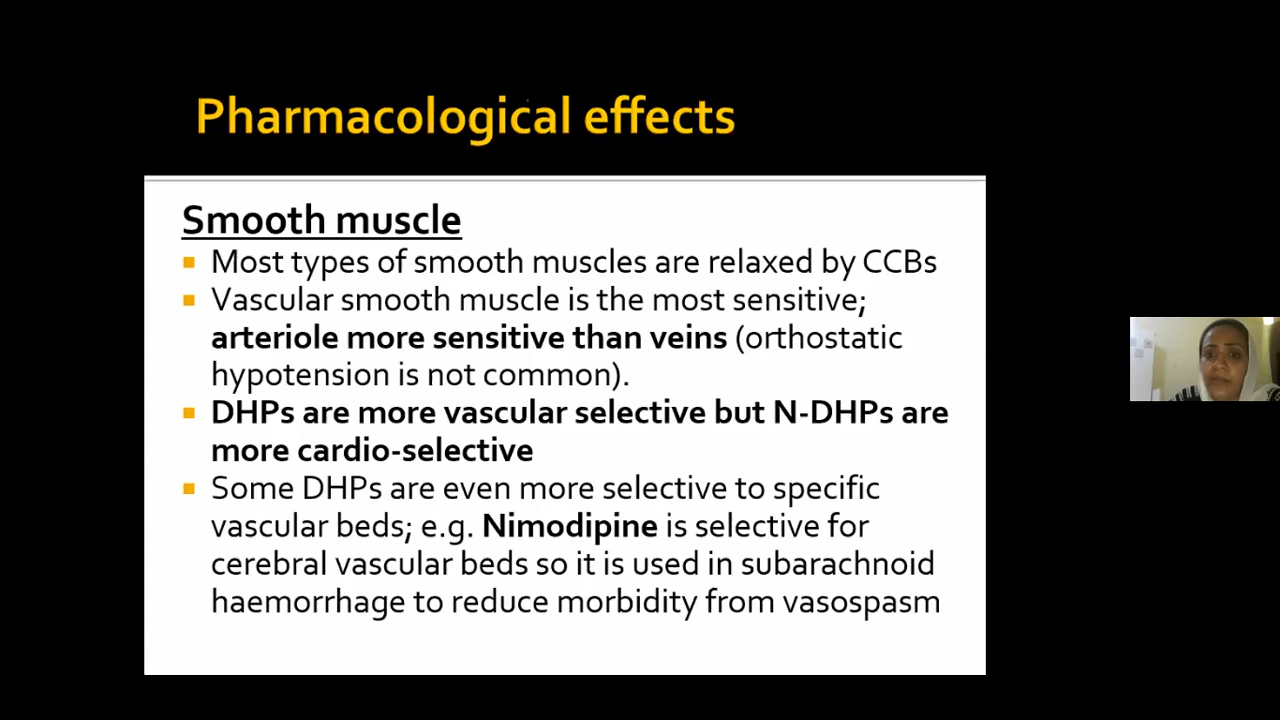 Pharmacological effects
Smooth muscle
Most types of smooth muscles are relaxed by CCBs
Vascular smooth muscle is the most sensitive;
arteriole more sensitive than veins (orthostatic
hypotension is not common).
DHPs are more vascular selective but N-DHPs are
more cardio-selective
Some DHPs are even more selective to specific
vascular beds; e.g. Nimodipine is selective for
cerebral vascular beds so it is used in subarachnoid
haemorrhage to reduce morbidity from vasospasm